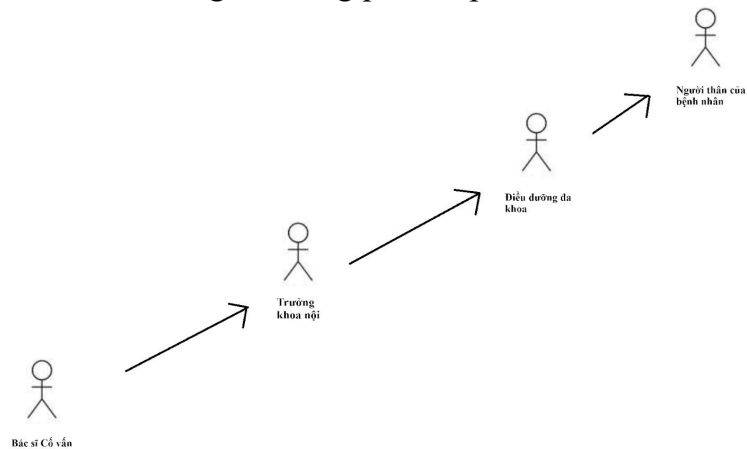 Người thân của
bệnh nhân
Điều dưỡng đa
khoa
Trưởng
khoa nội
Bác sĩ Cố vấn